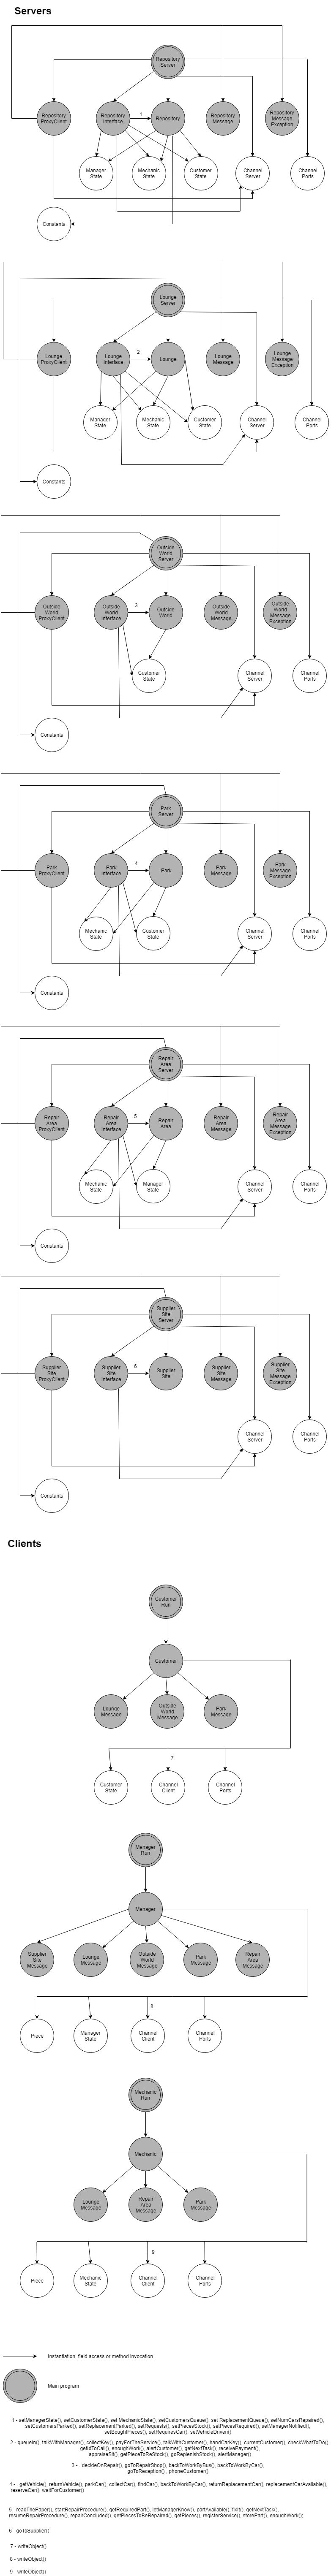 Servers
Repository
Server
Repository
ProxyClient
Repository
Interface
1
Repository
Repository
Message
Repository
Message
Exception
Manager
State
Mechanic
State
Customer
State
Channel
Server
Channel
Ports
Constants
Lounge
Server
Lounge
ProxyClient
Lounge
Interface
2
Lounge
Lounge
Message
Lounge
Message
Exception
Manager
State
Mechanic
State
Customer
State
Channel
Server
Channel
Ports
Constants
Outside
World
Server
Outside
World
ProxyClient
Outside
World
Interface
3
Outside
World
Outside
World
Message
Outside
World
Message
Exception
Customer
State
Channel
Server
Channel
Ports
Constants
Park
Server
Park
ProxyClient
Park
Interface
4
Park
Park
Message
Park
Message
Exception
Mechanic
State
Customer
State
Channel
Server
Channel
Ports
Constants
Repair
Area
Server
Repair
Area
ProxyClient
Repair
Area
Interface
5
Repair
Area
Repair
Area
Message
Repair
Area
Message
Exception
Mechanic
State
Manager
State
Channel
Server
Channel
Ports
Constants
Supplier
Site
Server
Supplier
Site
ProxyClient
Supplier
Site
Interface
6
Supplier
Site
Supplier
Site
Message
Supplier
Site
Message
Exception
Channel
Server
Channel
Ports
Constants
Clients
Customer
Run
Customer
Lounge
Message
Outside
World
Message
Park
Message
7
Customer
State
Channel
Client
Channel
Ports
Manager
Run
Manager
Supplier
Site
Message
Lounge
Message
Outside
World
Message
Park
Message
Repair
Area
Message
8
Piece
Manager
State
Channel
Client
Channel
Ports
Mechanic
Run
Mechanic
Lounge
Message
Repair
Area
Message
Park
Message
9
Piece
Mechanic
State
Channel
Client
Channel
Ports
Instantiation, field access or method invocation
Main program
1 - setManagerState(), setCustomerState(), set MechanicState(), setCustomersQueue(), set ReplacementQueue(), setNumCarsRepaired(),
setCustomersParked(), setReplacementParked(), setRequests(), setPiecesStock(), setPiecesRequired(), setManagerNotified(),
setBoughtPieces(), setRequiresCar(), setVehicleDriven()
2 - queueIn(), talkWithManager(), collectKey(), payForTheService(), talkWithCustomer(), handCarKey(), currentCustomer(), checkWhatToDo(),
getIdToCall(), enoughWork(), alertCustomer(), getNextTask(), receivePayment(),
appraiseSit(), getPieceToReStock(), goReplenishStock(), alertManager()
3 - decideOnRepair(), goToRepairShop(), backToWorkByBus(), backToWorkByCar(),
goToReception(), phoneCustomer()
4 - getVehicle(), returnVehicle(), parkCar(), collectCar(), findCar(), backToWorkByCar(), returnReplacementCar(), replacementCarAvailable(),
reserveCar(), waitForCustomer()
5 - readThePaper(), startRepairProcedure(), getRequiredPart(), letManagerKnow(), partAvailable(), fixIt(), getNextTask(),
resumeRepairProcedure(), repairConcluded(), getPiecesToBeRepaired(), getPieces(), registerService(), storePart(), enoughWork();
6 - goToSupplier()
7 - writeObject()
8 - writeObject()
9 - writeObject()